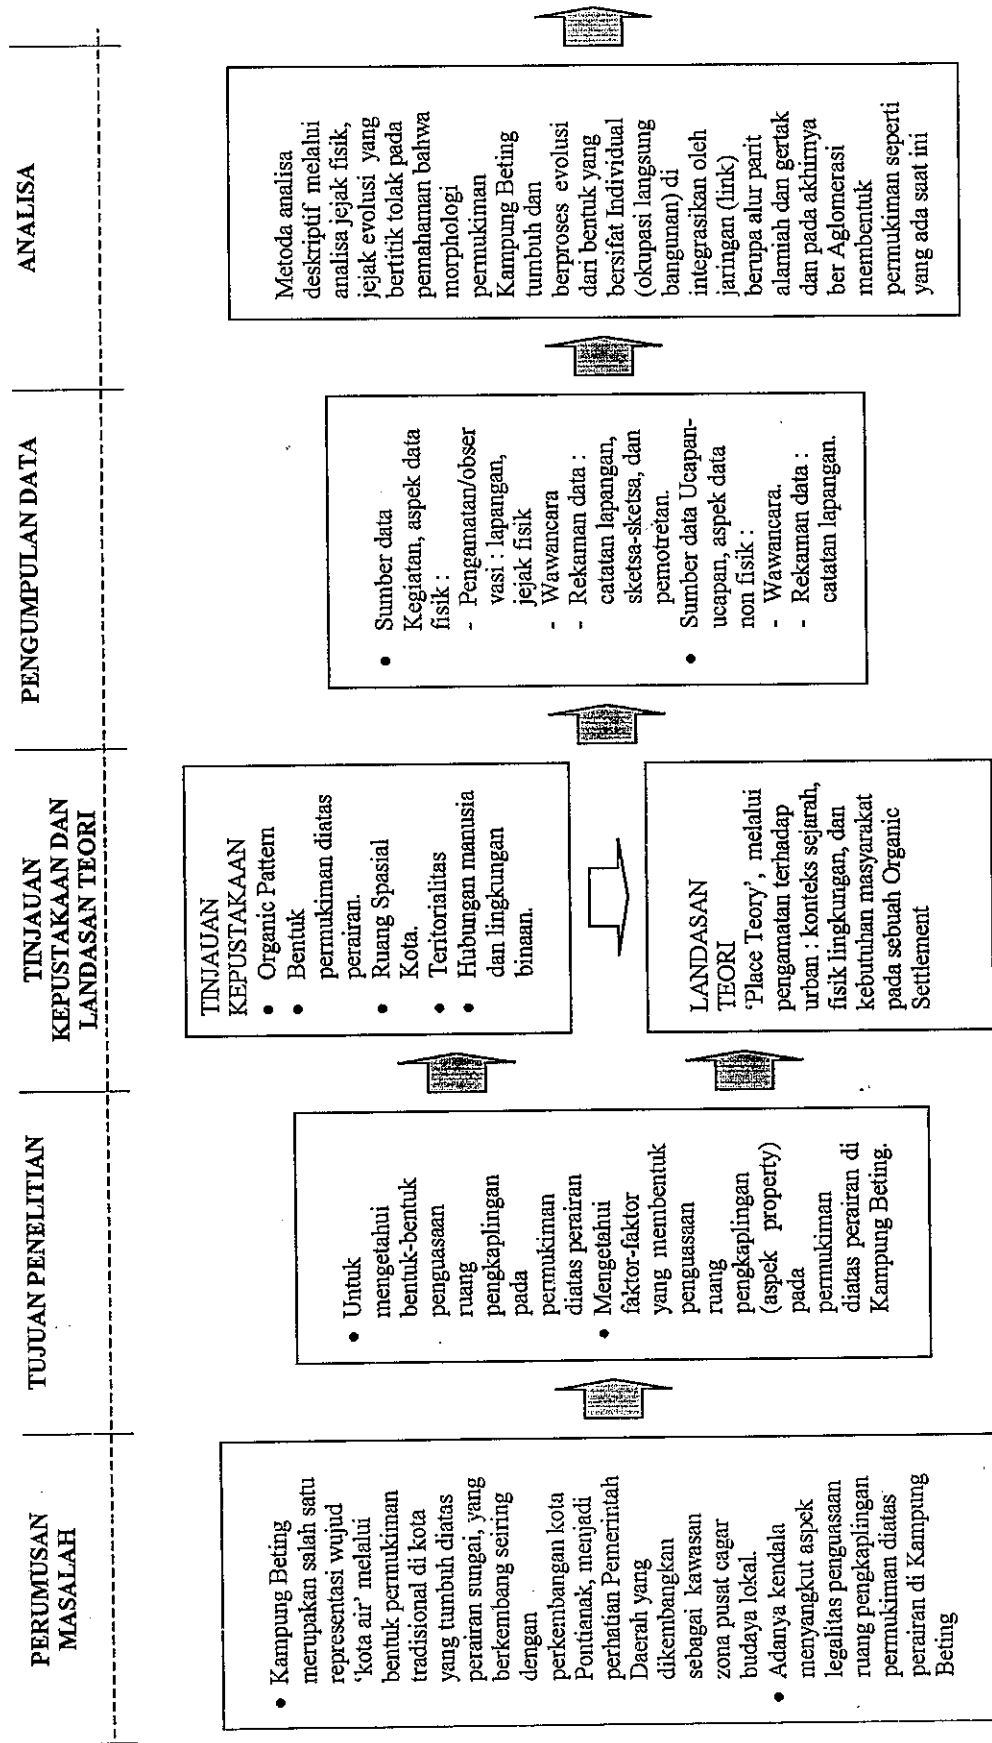 PERUMUSAN
MASALAH
• Kampung Beting
merupakan salah satu
representasi wujud
‘kota air’ melalui
bentuk permukiman
tradisional di kota
yang tumbuh diatas
perairan sungai, yang
berkembang seiring
dengan
perkembangan kota
Pontianak, menjadi
perhatian Pemerintah
Daerah yang
dikembangkan
sebagai kawasan
zona pusat cagar
budaya lokal.
• Adanya kendala
menyangkut aspek
legalitas penguasaan
ruang pengkaplingan
permukiman diatas
perairan di Kampung
Beting
TUJUAN PENELITIAN
• Untuk
mengetahui
bentuk-bentuk
penguasaan
ruang
pengkaplingan
pada
permukiman
diatas perairan
• Mengetahui
faktor-faktor
yang membentuk
penguasaan
ruang
pengkaplingan
(aspek property)
pada
permukiman
diatas perairan di
Kampung Beting.
TINJAUAN
KEPUSTAKAAN DAN
LANDASAN TEORI
TINJAUAN
KEPUSTAKAAN
• Organic Pattern
• Bentuk
permukiman diatas
perairan.
• Ruang Spasial
Kota.
• Teritorialitas
• Hubungan manusia
dan lingkungan
binaan.
LANDASAN
TEORI
‘Place Teory’, melalui
pengamatan terhadap
urban : konteks sejarah,
fisik lingkungan, dan
kebutuhan masyarakat
pada sebuah Organic
Settlement
PENGUMPULAN DATA
• Sumber data
Kegiatan, aspek data
fisik :
- Pengamatan/obser
vasi : lapangan,
jejak fisik
- Wawancara
- Rekaman data :
catatan lapangan,
sketsa-sketsa, dan
pemotretan.
• Sumber data Ucapan-
ucapan, aspek data
non fisik :
- Wawancara.
- Rekaman data :
catatan lapangan.
ANALISA
Metoda analisa
deskriptif melalui
analisa jejak fisik,
jejak evolusi yang
bertitik tolak pada
pemahaman bahwa
morphologi
permukiman
Kampung Beting
tumbuh dan
berproses evolusi
dari bentuk yang
bersifat Individual
(okupasi langsung
bangunan) di
integrasikan oleh
jaringan (link)
berupa alur parit
alamiah dan gertak
dan pada akhirnya
ber Aglomerasi
membentuk
permukiman seperti
yang ada saat ini